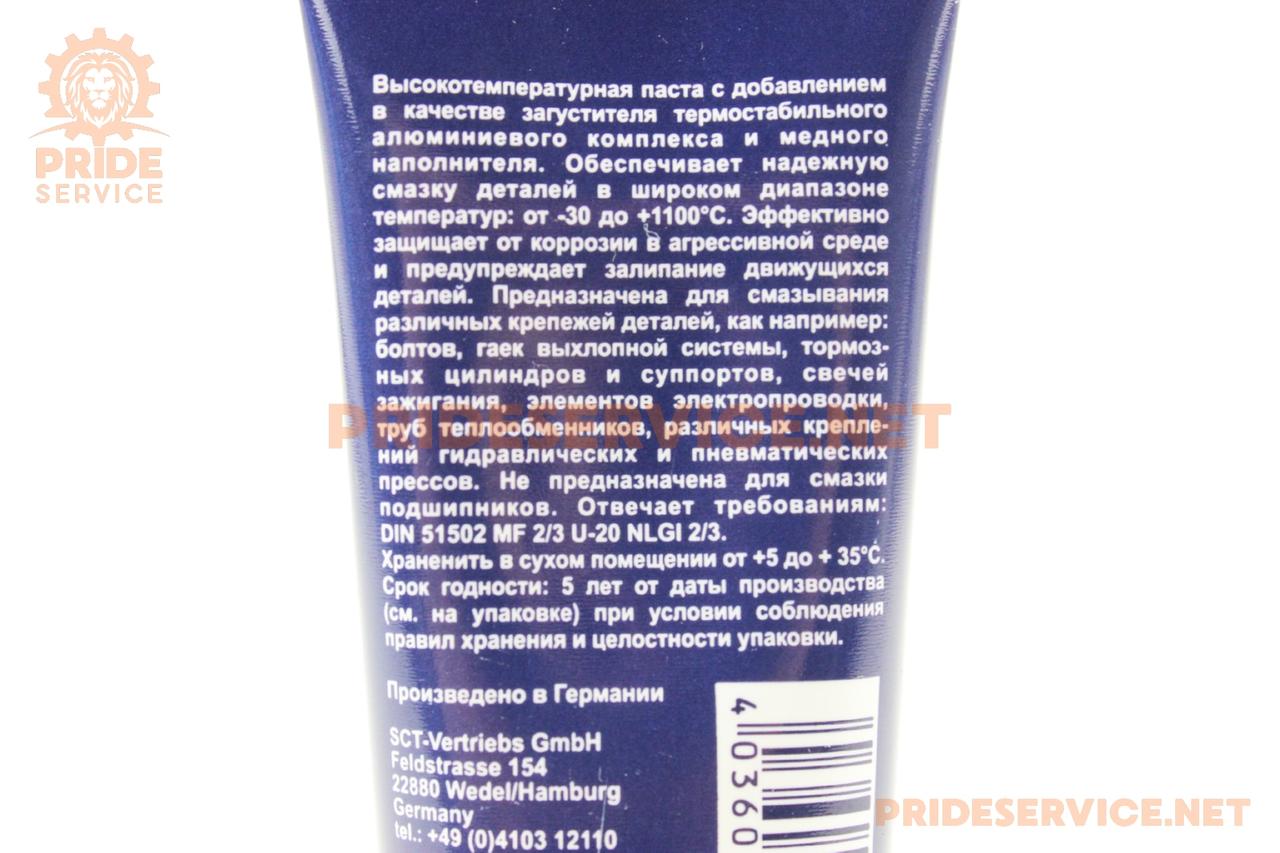 PRIDE
SERVICE
Высокотемпературная паста с добавлением
в качестве загустителя термостабильного
алюминиевого комплекса и медного
наполнителя. Обеспечивает надежную
смазку деталей в широком диапазоне
температур: от -30 до +1100°С. Эффективно
защищает от коррозии в агрессивной среде
и предупреждает залипание движущихся
деталей. Предназначена для смазывания
различных крепежей деталей, как например:
болтов, гаек выхлопной системы, тормоз-
ных цилиндров и суппортов, свечей
зажигания, элементов электропроводки,
труб теплообменников, различных крепле-
ний гидравлических и пневматических
прессов. Не предназначена для смазки
подшипников. Отвечает требованиям:
DIN 51502 MF 2/3 U-20 NLGI 2/3.
Храненить в сухом помещении от +5 до + 35°С.
Срок годности: 5 лет от даты производства
(см. на упаковке) при условии соблюдения
правил хранения и целостности упаковки.
PRIDESERVICE.NET
Произведено в Германии
SCT-Vertriebs GmbH
Feldstrasse 154
22880 Wedel/Hamburg
Germany
tel.: +49 (0)4103 12110
4 0360
PRIDESERVICE.NET